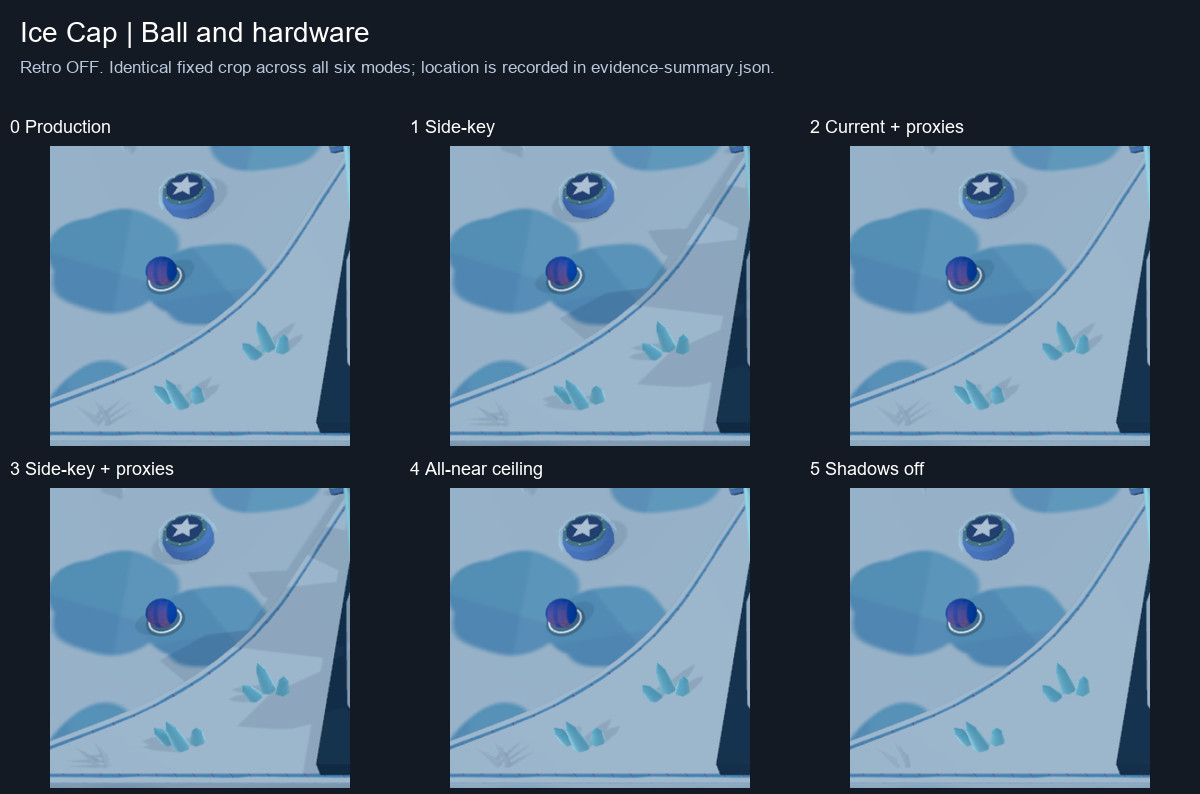 Ice Cap | Ball and hardware
Retro OFF. Identical fixed crop across all six modes; location is recorded in evidence-summary.json.
0 Production
1 Side-key
2 Current + proxies
3 Side-key + proxies
4 All-near ceiling
5 Shadows off